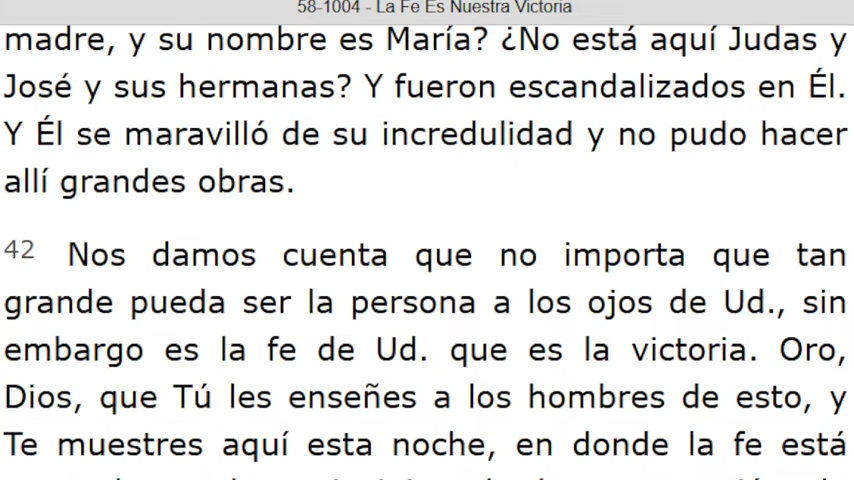 58-1004 - La Fe Es Nuestra Victoria
madre, y su nombre es María? ¿No está aquí Judas y
José y sus hermanas? Y fueron escandalizados en Él.
Y Él se maravilló de su incredulidad y no pudo hacer
allí grandes obras.
42 Nos damos cuenta que no importa que tan
grande pueda ser la persona a los ojos de Ud., sin
embargo es la fe de Ud. que es la victoria. Oro,
Dios, que Tú les enseñes a los hombres de esto, y
Te muestres aquí esta noche, en donde la fe está